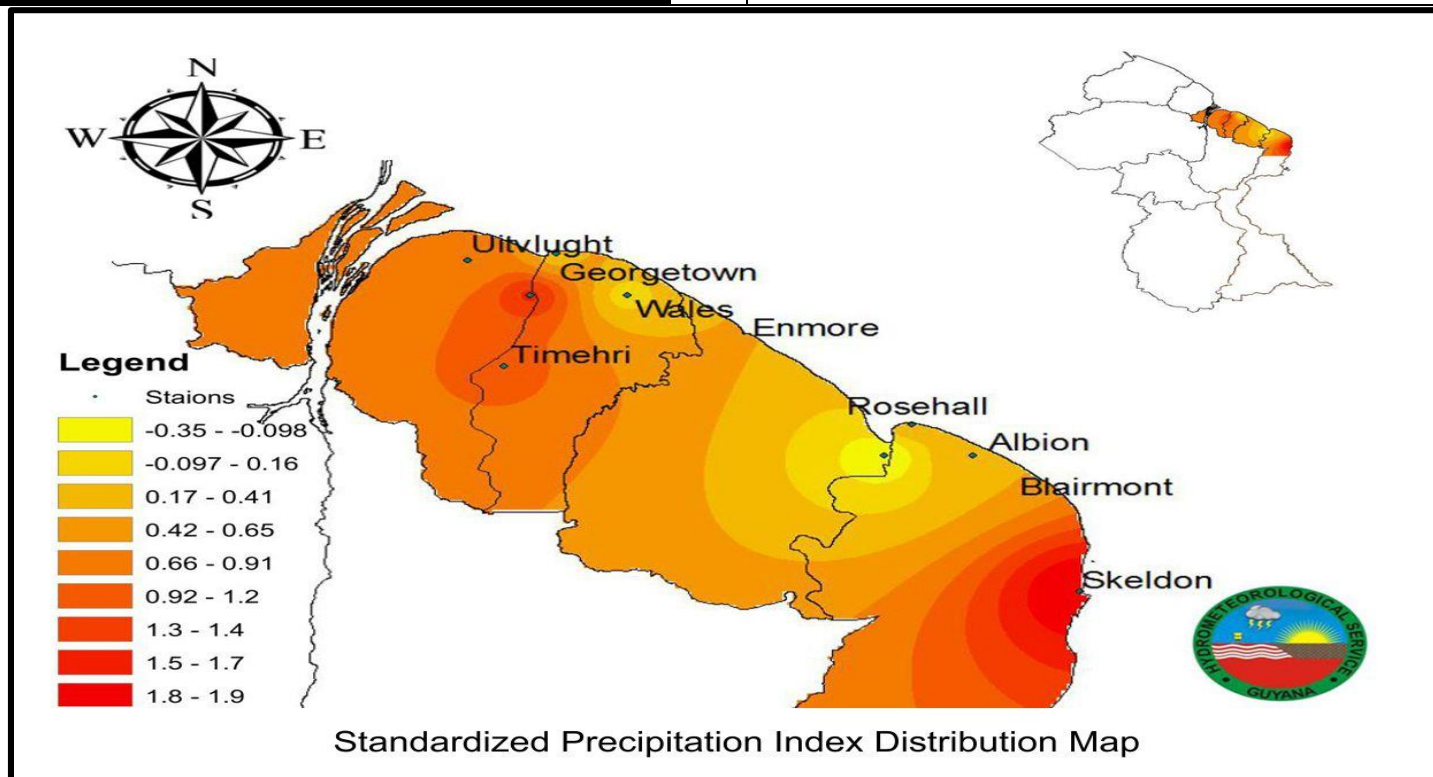 N
W E
S
Uitvlught
Georgetown
Wales
Enmore
Timehri
Rosehall
Albion
Blairmont
Skeldon
Legend
Staions
-0.35 - -0.098
-0.097 - 0.16
0.17 - 0.41
0.42 - 0.65
0.66 - 0.91
0.92 - 1.2
1.3 - 1.4
1.5 - 1.7
1.8 - 1.9
HYDROMETEOROLOGICAL SERVICE
GUYANA
Standardized Precipitation Index Distribution Map